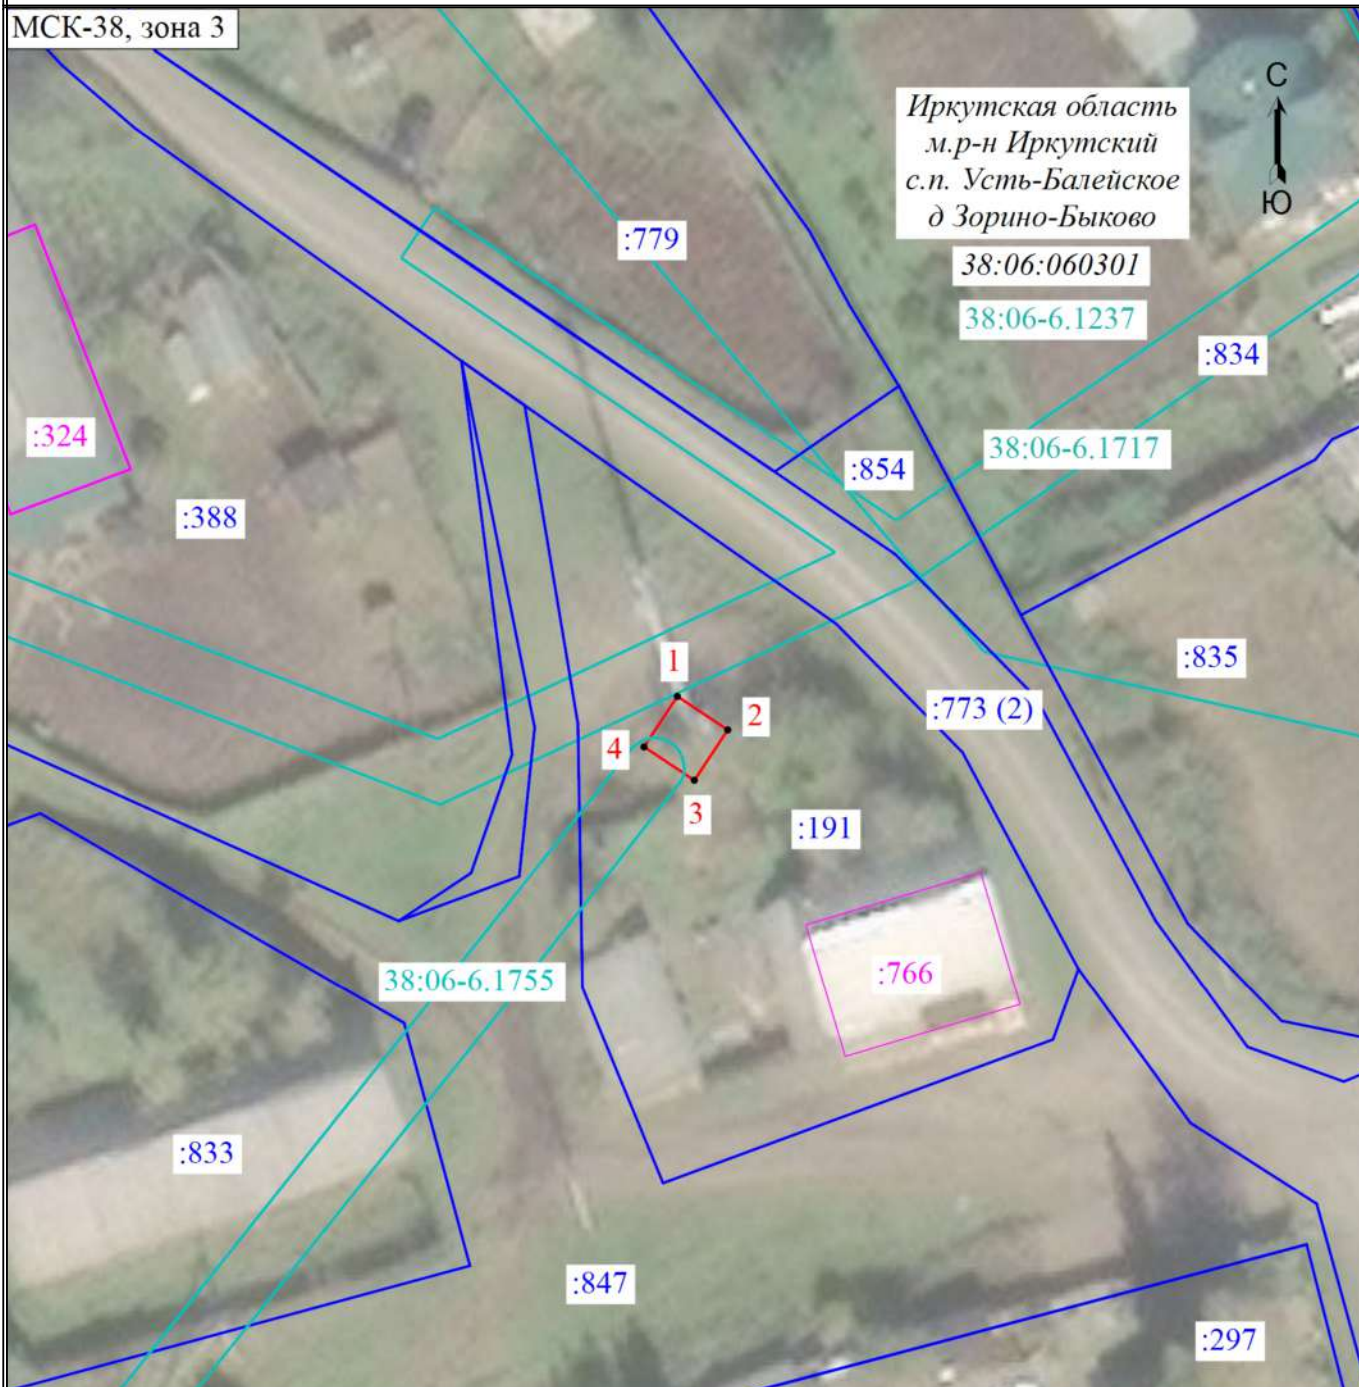 МСК-38, зона 3
С
Иркутская область
м.р-н Иркутский
с.п. Усть-Балейское
д Зорино-Быково
Ю
:779
38:06:060301
38:06-6.1237
:834
:324
38:06-6.1717
:854
:388
1
:835
2
:773 (2)
4
3
:191
38:06-6.1755
:766
:833
:847
:297